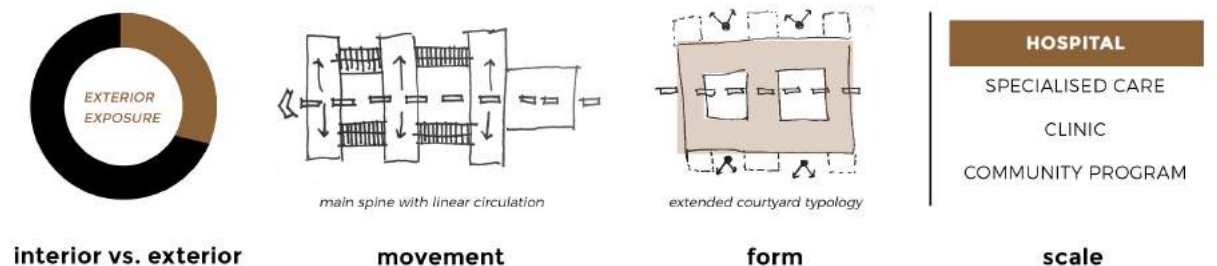 EXTERIOR
EXPOSURE
main spine with linear circulation
extended courtyard typology
HOSPITAL
SPECIALISED CARE
CLINIC
COMMUNITY PROGRAM
interior vs. exterior
movement
form
scale